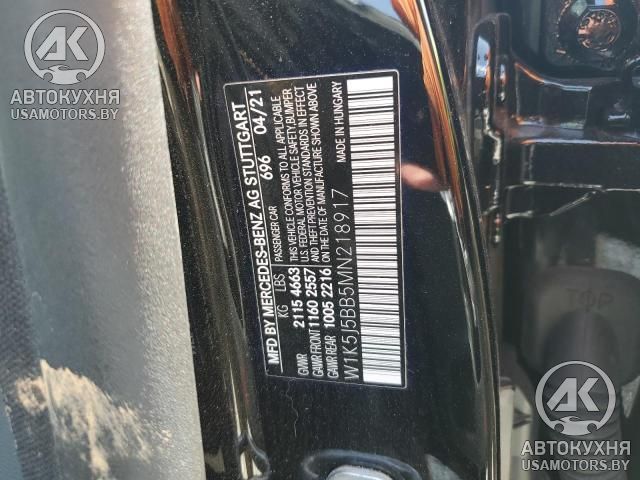 MFD BY MERCEDES-BENZ AG STUTTGART
696 04/21
PASSENGER CAR
KG LBS
GVWR 2115 4663
GAWR FRONT 1160 2557
GAWR REAR 1005 2216
THIS VEHICLE CONFORMS TO ALL APPLICABLE
U.S. FEDERAL MOTOR VEHICLE SAFETY, BUMPER,
AND THEFT PREVENTION STANDARDS IN EFFECT
ON THE DATE OF MANUFACTURE SHOWN ABOVE
MADE IN HUNGARY
W1K5J5BB5MN218917
TOP
AK
АВТОКУХНЯ
USAMOTORS.BY
AK
АВТОКУХНЯ
USAMOTORS.BY